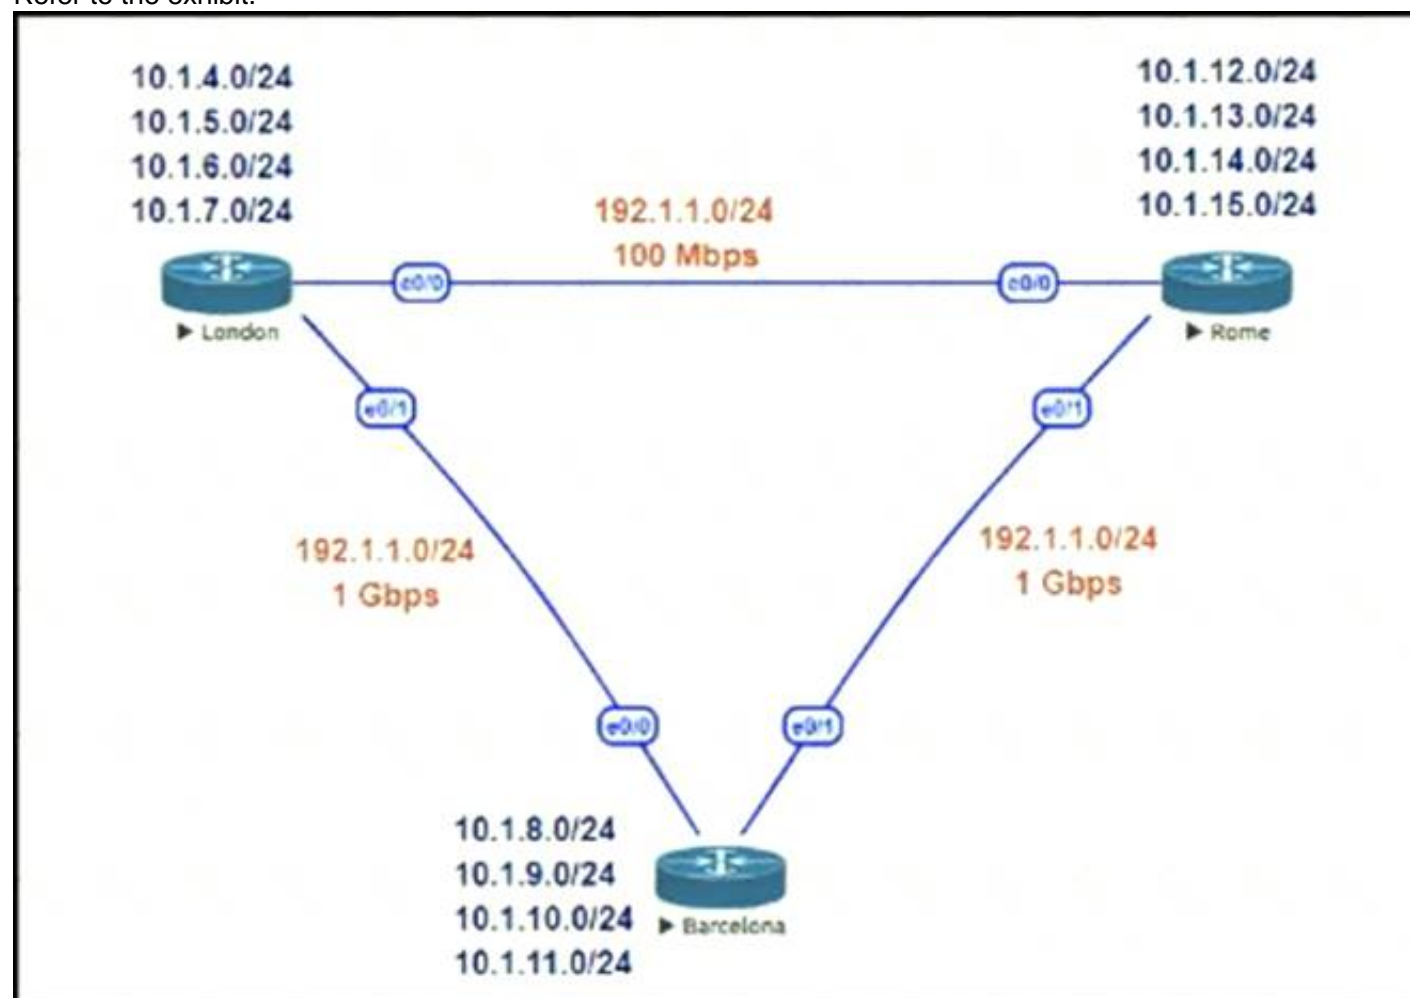 Refer to the exhibit.
10.1.4.0/24
10.1.5.0/24
10.1.6.0/24
10.1.7.0/24
10.1.12.0/24
10.1.13.0/24
10.1.14.0/24
10.1.15.0/24
192.1.1.0/24
100 Mbps
e0/0
e0/0
London
Rome
e0/1
e0/1
192.1.1.0/24
1 Gbps
192.1.1.0/24
1 Gbps
e0/0
e0/1
10.1.8.0/24
10.1.9.0/24
10.1.10.0/24
10.1.11.0/24
Barcelona